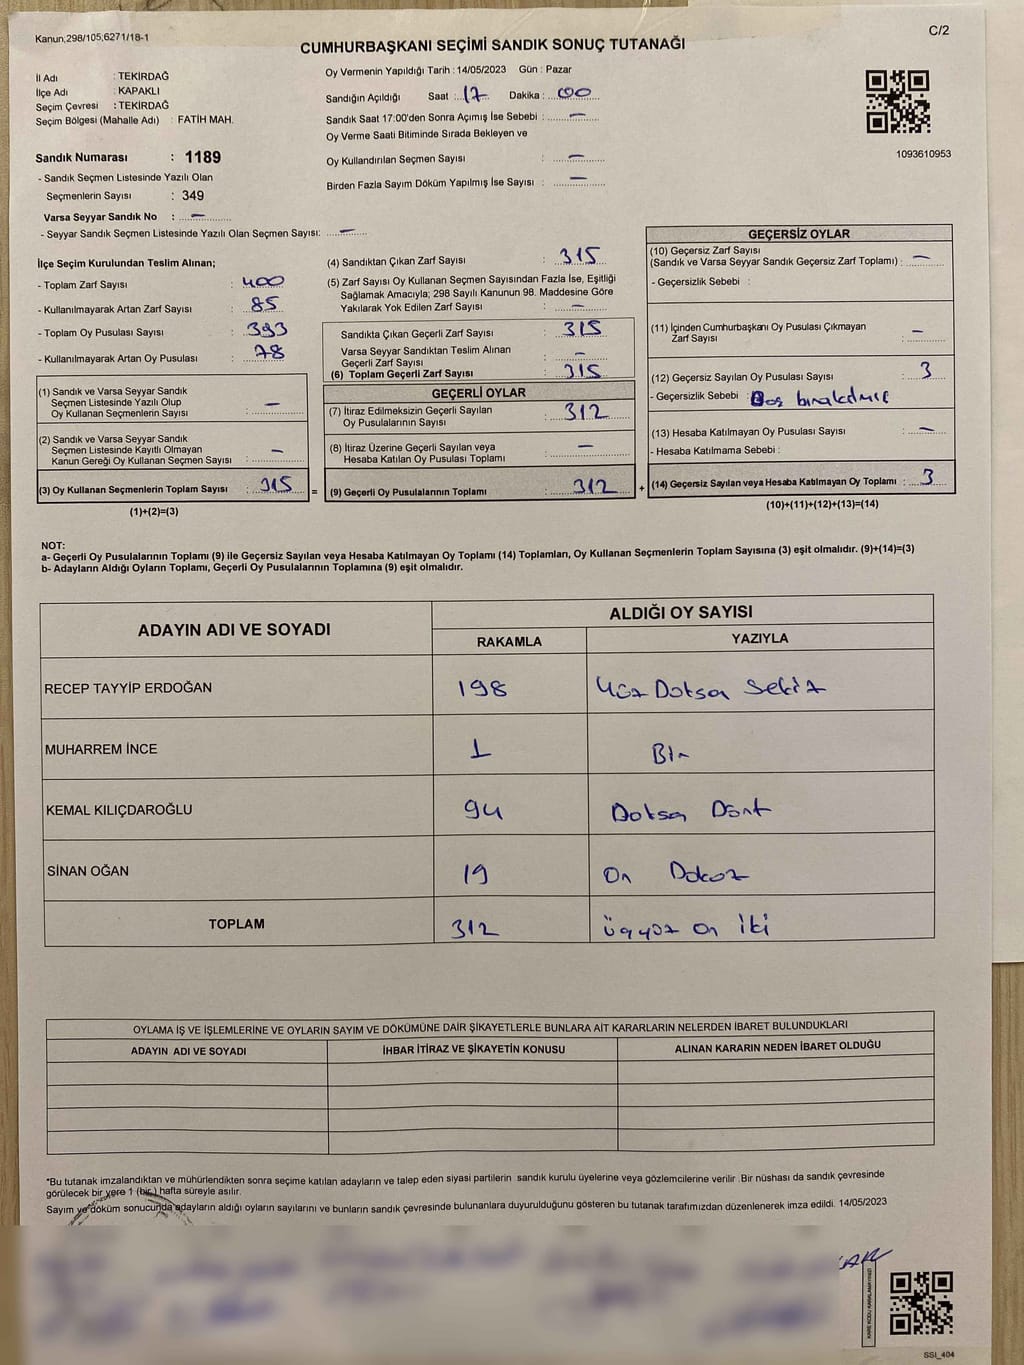 Kanun,298/105,6271/18-1
C/2
CUMHURBAŞKANI SEÇİMİ SANDIK SONUÇ TUTANAĞI
İl Adı : TEKİRDAĞ
İlçe Adı : KAPAKLI
Seçim Çevresi : TEKİRDAĞ
Seçim Bölgesi (Mahalle Adı) : FATİH MAH.
Sandık Numarası : 1189
- Sandık Seçmen Listesinde Yazılı Olan
Seçmenlerin Sayısı : 349
Varsa Seyyar Sandık No : —
- Seyyar Sandık Seçmen Listesinde Yazılı Olan Seçmen Sayısı: —
Oy Vermenin Yapıldığı Tarih : 14/05/2023 Gün : Pazar
Sandığın Açıldığı Saat : 17 Dakika : 00
Sandık Saat 17:00'den Sonra Açımış İse Sebebi : —
Oy Verme Saati Bitiminde Sırada Bekleyen ve
Oy Kullandırılan Seçmen Sayısı : —
Birden Fazla Sayım Döküm Yapılmış İse Sayısı : —
1093610953
İlçe Seçim Kurulundan Teslim Alınan;
- Toplam Zarf Sayısı : 400
- Kullanılmayarak Artan Zarf Sayısı : 85
- Toplam Oy Pusulası Sayısı : 393
- Kullanılmayarak Artan Oy Pusulası : 78
(1) Sandık ve Varsa Seyyar Sandık
Seçmen Listesinde Yazılı Olup
Oy Kullanan Seçmenlerin Sayısı : —
(2) Sandık ve Varsa Seyyar Sandık
Seçmen Listesinde Kayıtlı Olmayan
Kanun Gereği Oy Kullanan Seçmen Sayısı : —
(3) Oy Kullanan Seçmenlerin Toplam Sayısı : 315 =
(1)+(2)=(3)
(4) Sandıktan Çıkan Zarf Sayısı : 315
(5) Zarf Sayısı Oy Kullanan Seçmen Sayısından Fazla İse, Eşitliği
Sağlamak Amacıyla; 298 Sayılı Kanunun 98. Maddesine Göre
Yakılarak Yok Edilen Zarf Sayısı : —
Sandıkta Çıkan Geçerli Zarf Sayısı : 315
Varsa Seyyar Sandıktan Teslim Alınan
Geçerli Zarf Sayısı : —
(6) Toplam Geçerli Zarf Sayısı : 315
GEÇERLİ OYLAR
(7) İtiraz Edilmeksizin Geçerli Sayılan
Oy Pusulalarının Sayısı : 312
(8) İtiraz Üzerine Geçerli Sayılan veya
Hesaba Katılan Oy Pusulası Toplamı : —
(9) Geçerli Oy Pusulalarının Toplamı : 312 +
GEÇERSİZ OYLAR
(10) Geçersiz Zarf Sayısı
(Sandık ve Varsa Seyyar Sandık Geçersiz Zarf Toplamı) : —
- Geçersizlik Sebebi :
(11) İçinden Cumhurbaşkanı Oy Pusulası Çıkmayan
Zarf Sayısı : —
(12) Geçersiz Sayılan Oy Pusulası Sayısı : 3
- Geçersizlik Sebebi : Boş bırakılmış
(13) Hesaba Katılmayan Oy Pusulası Sayısı : —
- Hesaba Katılmama Sebebi :
(14) Geçersiz Sayılan veya Hesaba Katılmayan Oy Toplamı : 3
(10)+(11)+(12)+(13)=(14)
NOT:
a- Geçerli Oy Pusulalarının Toplamı (9) ile Geçersiz Sayılan veya Hesaba Katılmayan Oy Toplamı (14) Toplamları, Oy Kullanan Seçmenlerin Toplam Sayısına (3) eşit olmalıdır. (9)+(14)=(3)
b- Adayların Aldığı Oyların Toplamı, Geçerli Oy Pusulalarının Toplamına (9) eşit olmalıdır.
ADAYIN ADI VE SOYADI
ALDIĞI OY SAYISI
RAKAMLA YAZIYLA
RECEP TAYYİP ERDOĞAN 198 Yüz Doksan Sekiz
MUHARREM İNCE 1 Bir
KEMAL KILIÇDAROĞLU 94 Doksan Dört
SİNAN OĞAN 19 On Dokuz
TOPLAM 312 Üçyüz On İki
OYLAMA İŞ VE İŞLEMLERİNE VE OYLARIN SAYIM VE DÖKÜMÜNE DAİR ŞİKAYETLERLE BUNLARA AİT KARARLARIN NELERDEN İBARET BULUNDUKLARI
ADAYIN ADI VE SOYADI İHBAR İTİRAZ VE ŞİKAYETİN KONUSU ALINAN KARARIN NEDEN İBARET OLDUĞU
*Bu tutanak imzalandıktan ve mühürlendikten sonra seçime katılan adayların ve talep eden siyasi partilerin sandık kurulu üyelerine veya gözlemcilerine verilir. Bir nüshası da sandık çevresinde
görülecek bir yere 1 (bir) hafta süreyle asılır.
Sayım ve döküm sonucunda adayların aldığı oyların sayılarını ve bunların sandık çevresinde bulunanlara duyurulduğunu gösteren bu tutanak tarafımızdan düzenlenerek imza edildi. 14/05/2023
SSI_404